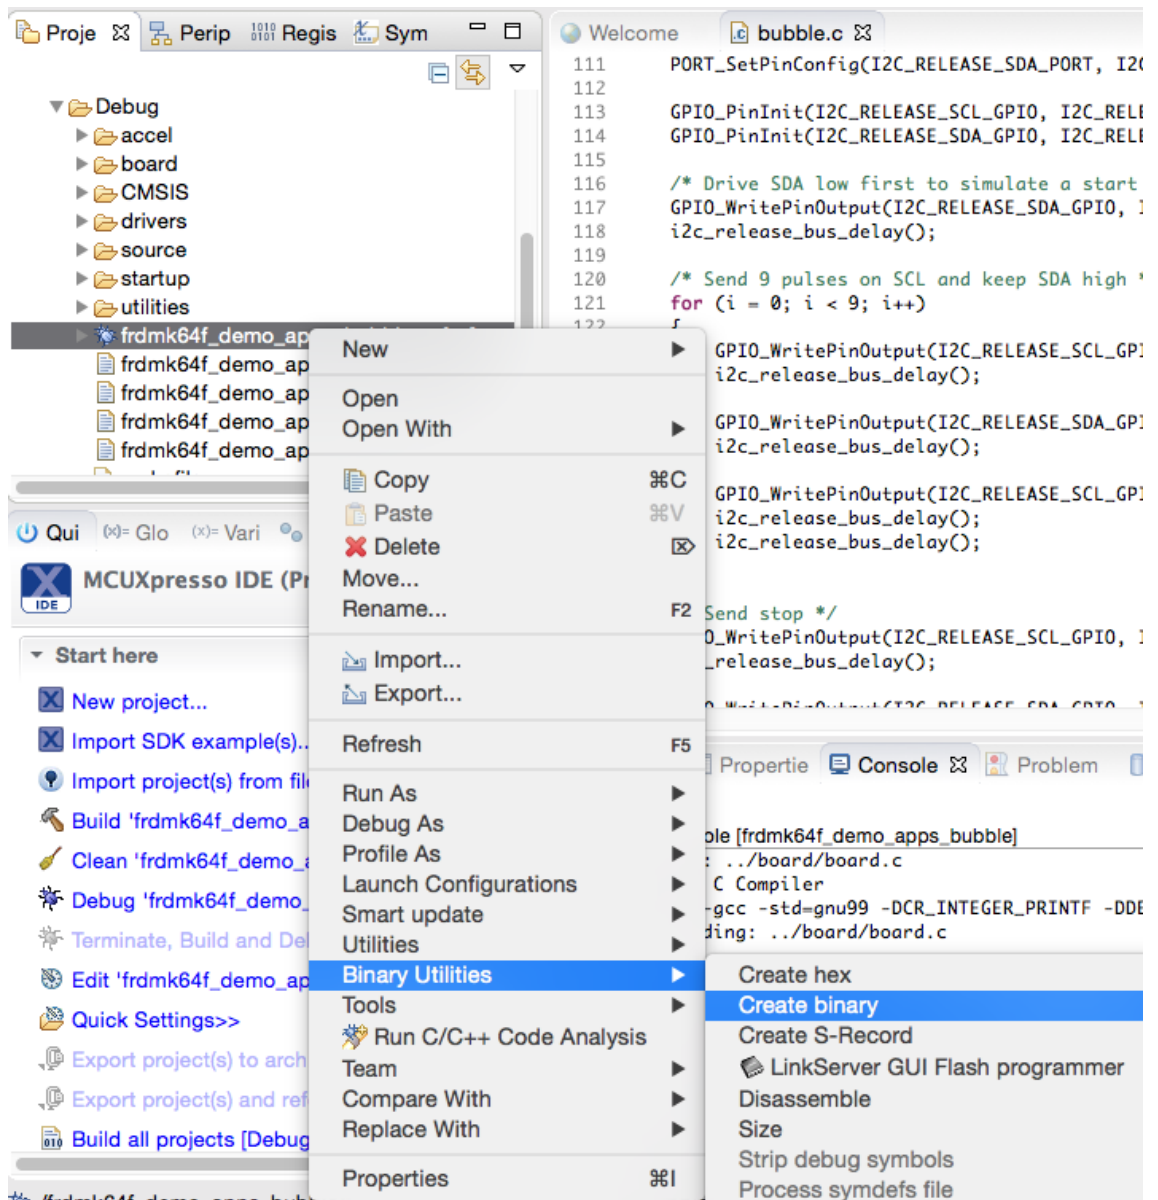 Proje Perip Regis Sym
Debug
accel
board
CMSIS
drivers
source
startup
utilities
frdmk64f_demo_ap
frdmk64f_demo_ap
frdmk64f_demo_ap
frdmk64f_demo_ap
frdmk64f_demo_ap
Qui (x)= Glo (x)= Vari
MCUXpresso IDE (Pr
IDE
Start here
New project...
Import SDK example(s)..
Import project(s) from file
Build 'frdmk64f_demo_a
Clean 'frdmk64f_demo_a
Debug 'frdmk64f_demo_
Terminate, Build and De
Edit 'frdmk64f_demo_ap
Quick Settings>>
Export project(s) to arch
Export project(s) and ref
Build all projects [Debug
New
Open
Open With
Copy ⌘C
Paste ⌘V
Delete ⌦
Move...
Rename... F2
Import...
Export...
Refresh F5
Run As
Debug As
Profile As
Launch Configurations
Smart update
Utilities
Binary Utilities
Tools
Run C/C++ Code Analysis
Team
Compare With
Replace With
Properties ⌘I
Create hex
Create binary
Create S-Record
LinkServer GUI Flash programmer
Disassemble
Size
Strip debug symbols
Process symdefs file
Welcome bubble.c
111 PORT_SetPinConfig(I2C_RELEASE_SDA_PORT, I2C
112
113 GPIO_PinInit(I2C_RELEASE_SCL_GPIO, I2C_RELE
114 GPIO_PinInit(I2C_RELEASE_SDA_GPIO, I2C_RELE
115
116 /* Drive SDA low first to simulate a start
117 GPIO_WritePinOutput(I2C_RELEASE_SDA_GPIO, I
118 i2c_release_bus_delay();
119
120 /* Send 9 pulses on SCL and keep SDA high *
121 for (i = 0; i < 9; i++)
122 {
GPIO_WritePinOutput(I2C_RELEASE_SCL_GPI
i2c_release_bus_delay();
GPIO_WritePinOutput(I2C_RELEASE_SDA_GPI
i2c_release_bus_delay();
GPIO_WritePinOutput(I2C_RELEASE_SCL_GPI
i2c_release_bus_delay();
i2c_release_bus_delay();
Send stop */
O_WritePinOutput(I2C_RELEASE_SCL_GPIO, I
_release_bus_delay();
Propertie Console Problem
ole [frdmk64f_demo_apps_bubble]
: ../board/board.c
C Compiler
-gcc -std=gnu99 -DCR_INTEGER_PRINTF -DDE
ding: ../board/board.c